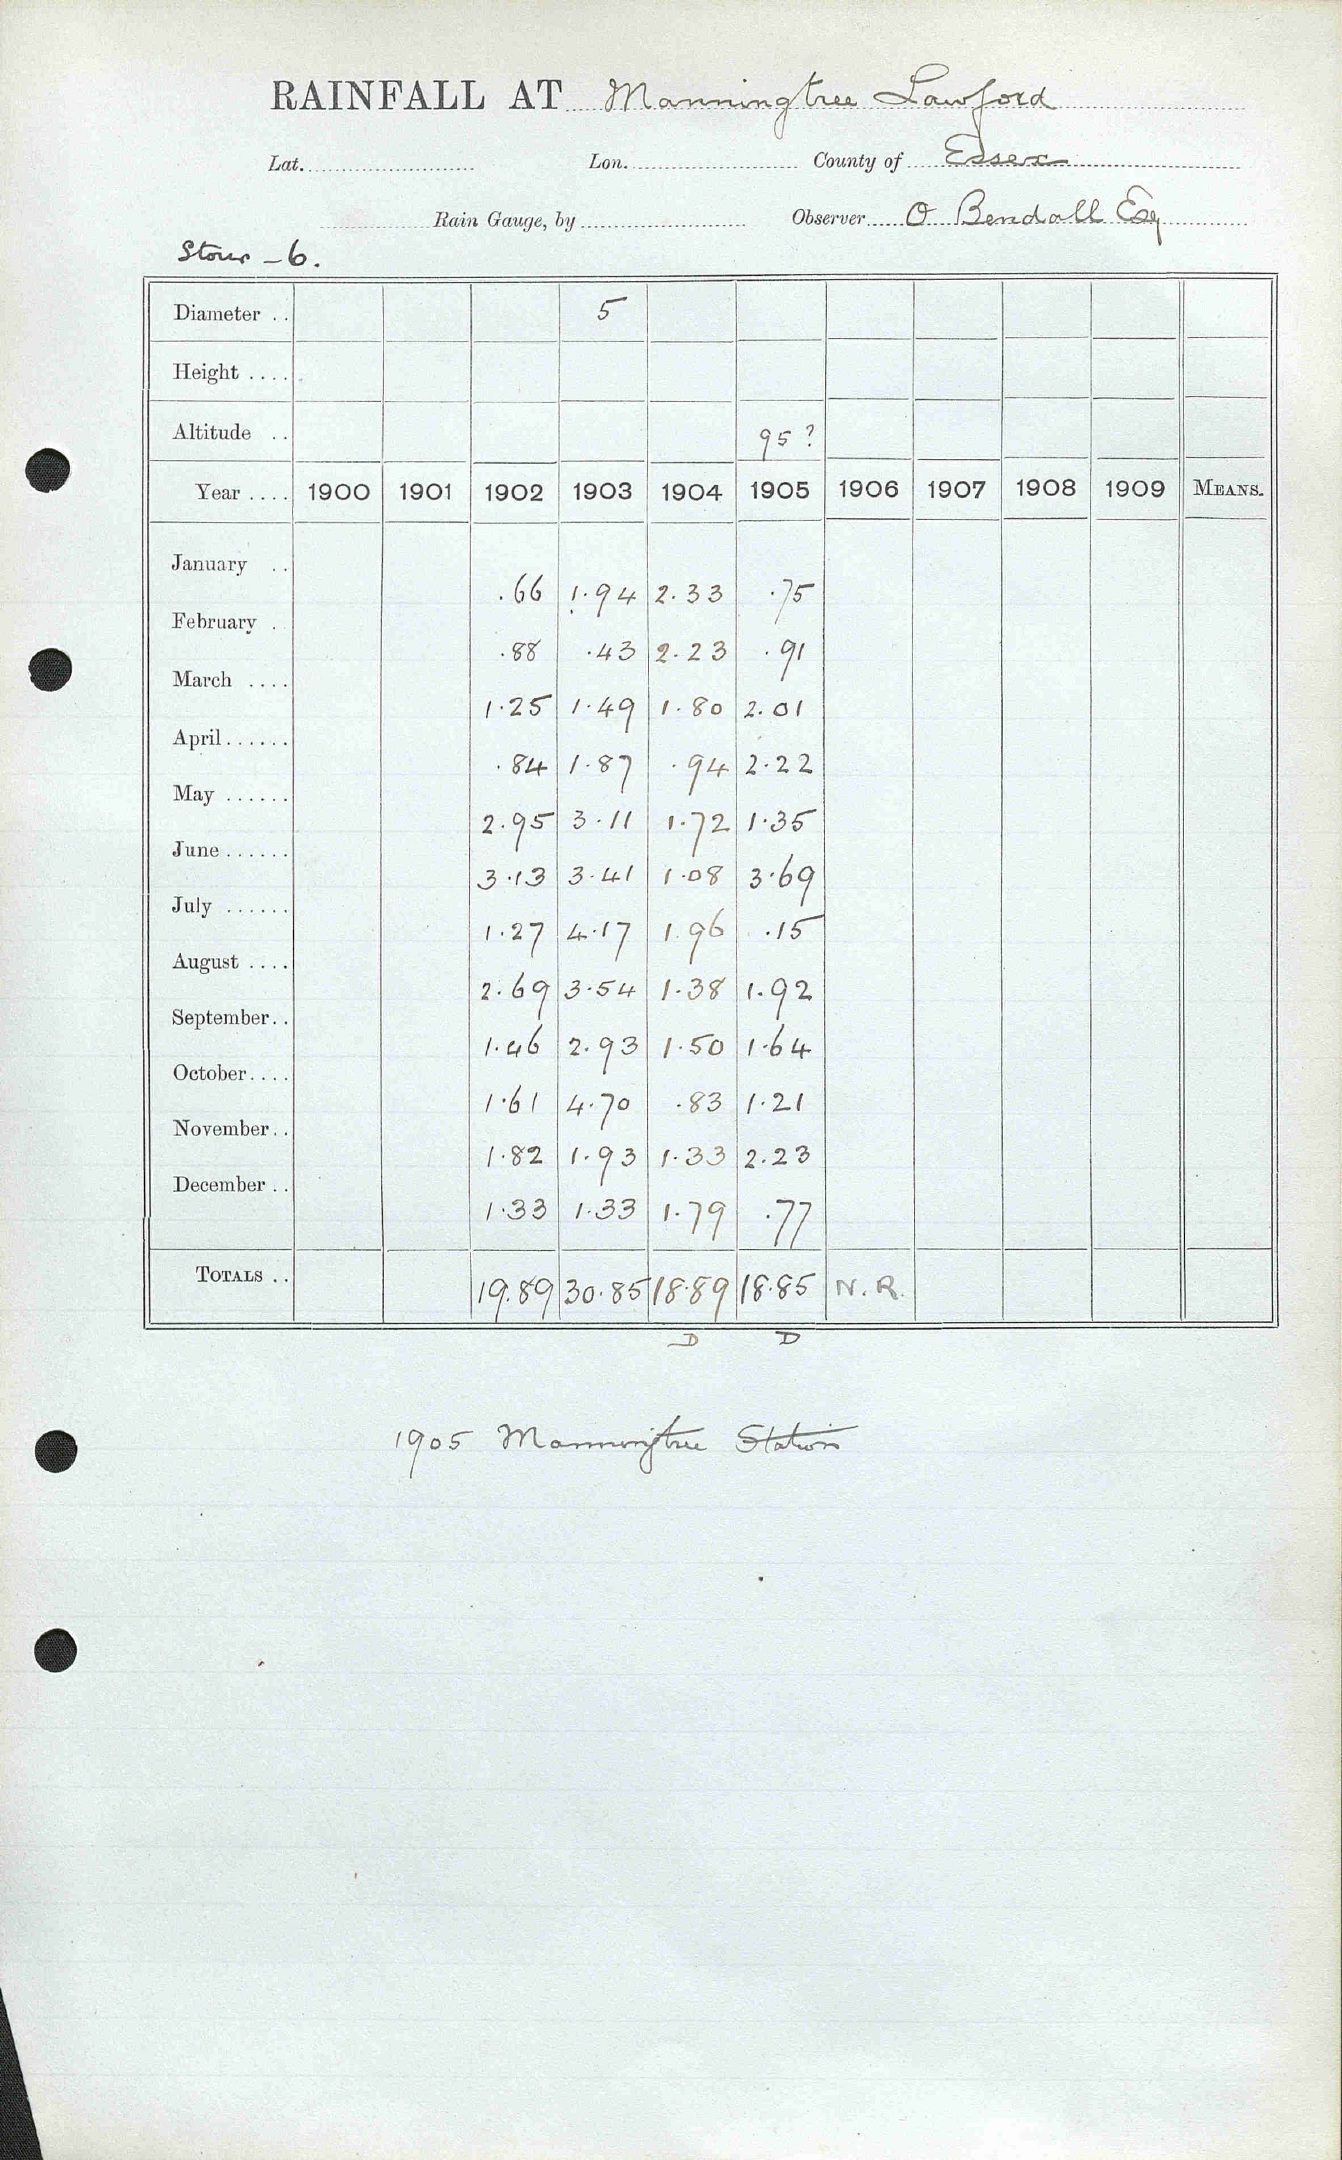 RAINFALL AT Manningtree Lawford
Lat. Lon. County of Essex
Rain Gauge, by Observer O Bendall Esq
Stour – 6.
Diameter . . 5
Height . . . .
Altitude . . 95 ?
Year . . . . 1900 1901 1902 1903 1904 1905 1906 1907 1908 1909 MEANS.
January . . .66 1.94 2.33 .75
February . .88 .43 2.23 .91
March . . . . 1.25 1.49 1.80 2.01
April . . . . . . .84 1.87 .94 2.22
May . . . . . . 2.95 3.11 1.72 1.35
June . . . . . . 3.13 3.41 1.08 3.69
July . . . . . . 1.27 4.17 1.96 .15
August . . . . 2.69 3.54 1.38 1.92
September. . 1.46 2.93 1.50 1.64
October. . . . 1.61 4.70 .83 1.21
November. . 1.82 1.93 1.33 2.23
December . . 1.33 1.33 1.79 .77
TOTALS . . 19.89 30.85 18.89 18.85 N.R.
D D
1905 Manningtree Station